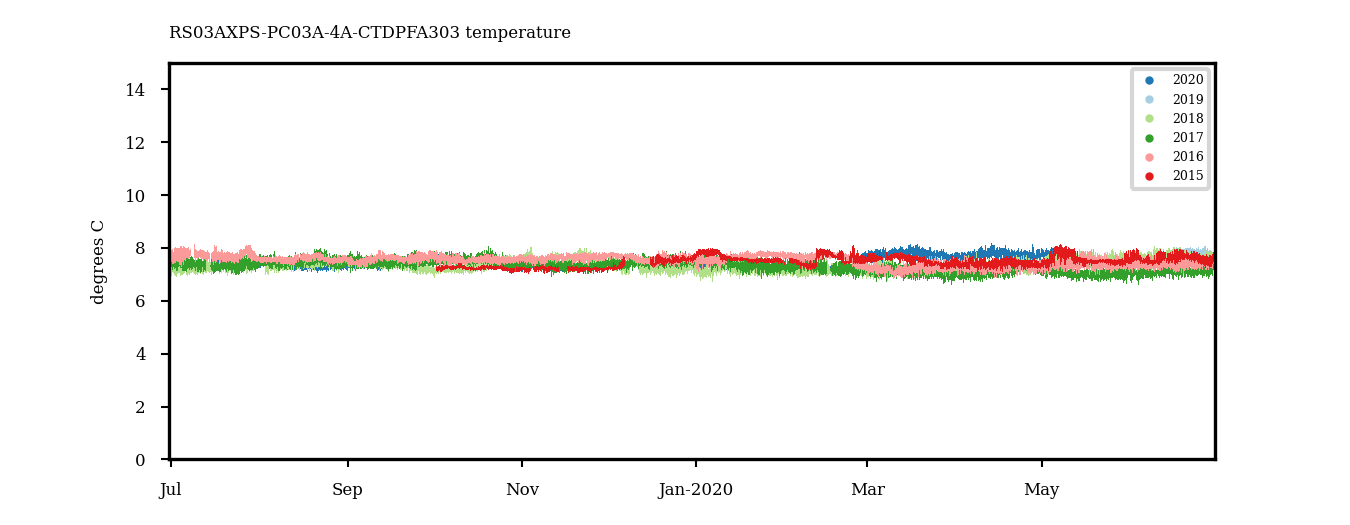 RS03AXPS-PC03A-4A-CTDPFA303 temperature
degrees C
14
12
10
8
6
4
2
0
Jul
Sep
Nov
Jan-2020
Mar
May
2020
2019
2018
2017
2016
2015